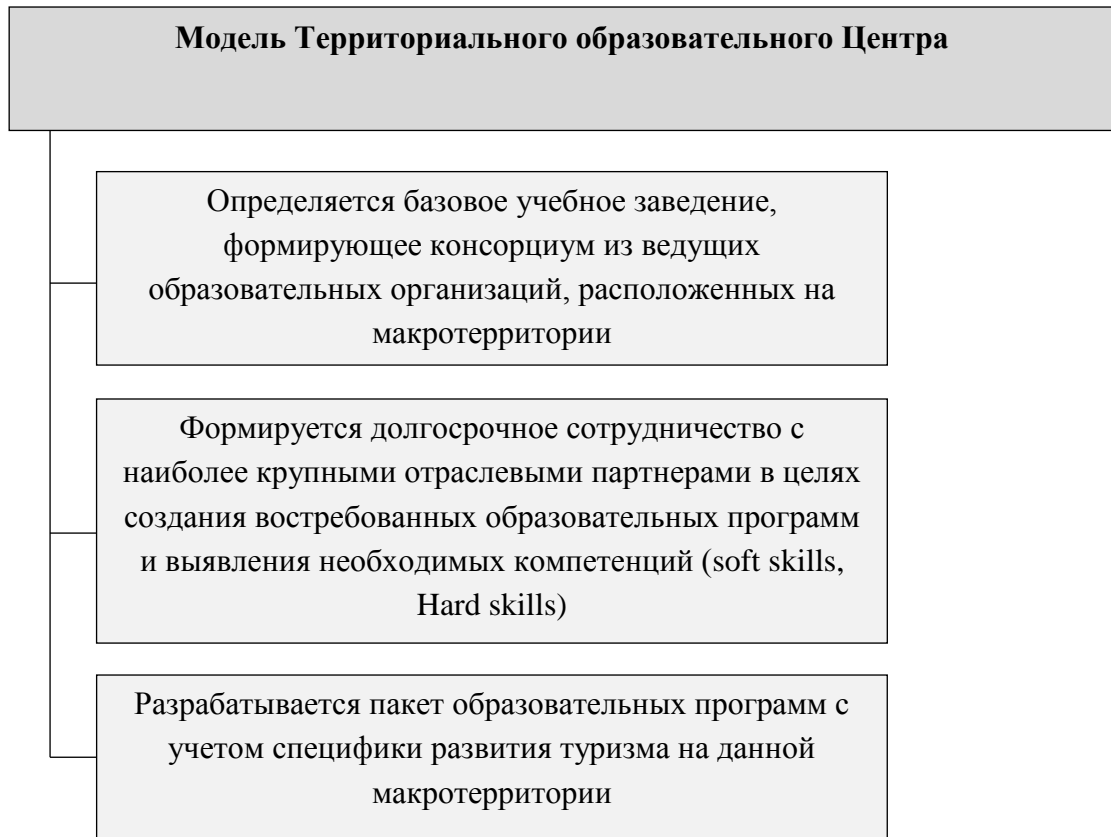 Модель Территориального образовательного Центра
Определяется базовое учебное заведение,
формирующее консорциум из ведущих
образовательных организаций, расположенных на
макротерритории
Формируется долгосрочное сотрудничество с
наиболее крупными отраслевыми партнерами в целях
создания востребованных образовательных программ
и выявления необходимых компетенций (soft skills,
Hard skills)
Разрабатывается пакет образовательных программ с
учетом специфики развития туризма на данной
макротерритории